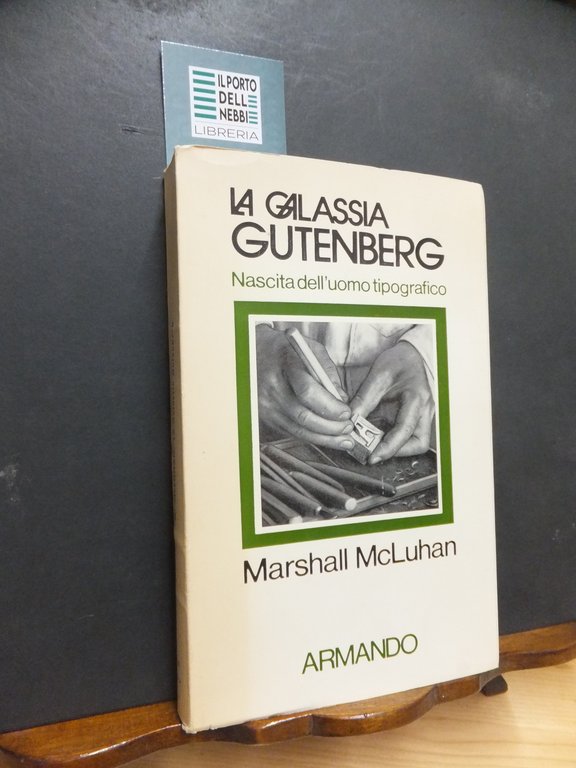 IL PORTO
DELLE
NEBBIE
LIBRERIA
LA GALASSIA
GUTENBERG
Nascita dell'uomo tipografico
Marshall McLuhan
ARMANDO